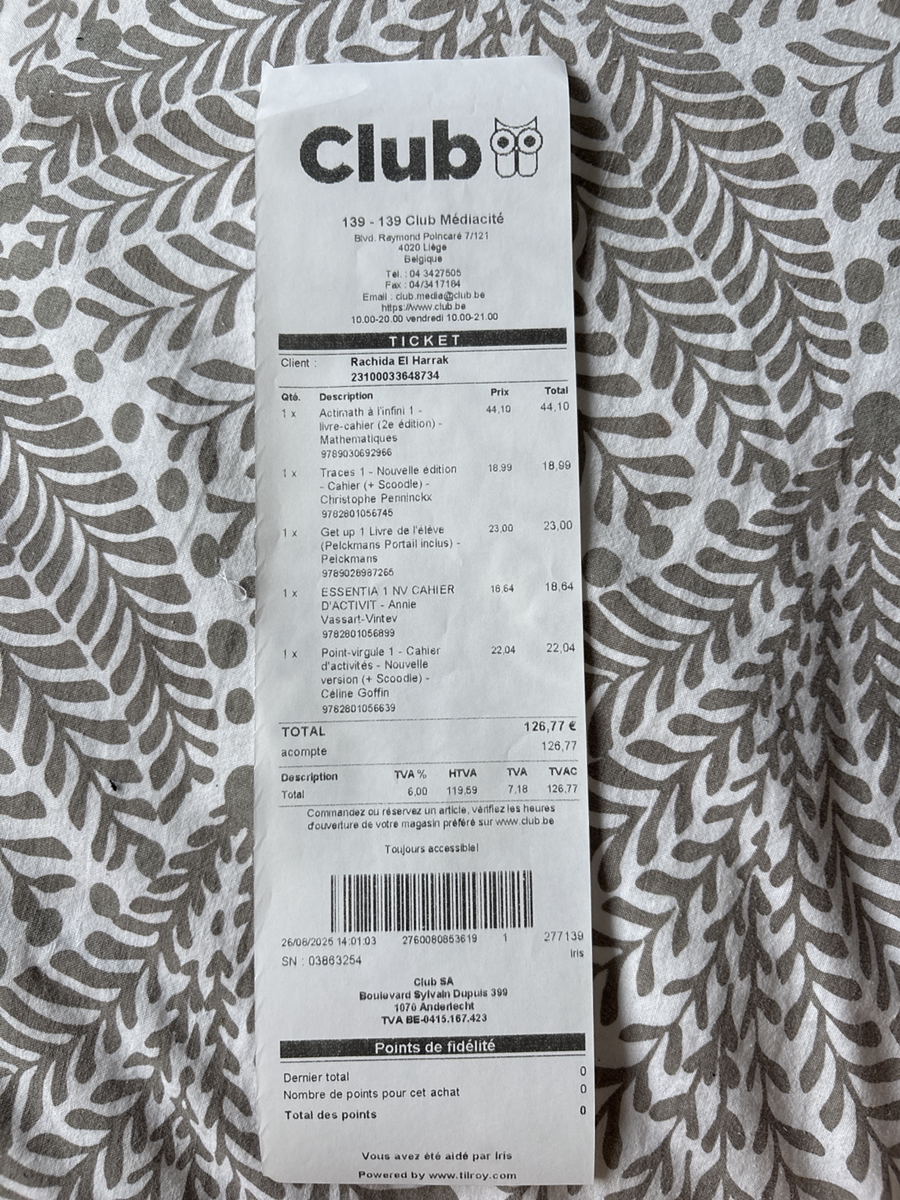 Club
139 - 139 Club Médiacité
Blvd. Raymond Poincaré 7/121
4020 Liège
Belgique
Tél. : 04 3427505
Fax : 04/3417184
Email : club.media@club.be
https://www.club.be
10.00-20.00 vendredi 10.00-21.00
TICKET
Client : Rachida El Harrak
23100033648734
Qté. Description Prix Total
1 x Actimath à l'infini 1 - 44,10 44,10
livre-cahier (2e édition) -
Mathematiques
9789030692966
1 x Traces 1 - Nouvelle édition 18,99 18,99
- Cahier (+ Scoodle) -
Christophe Penninckx
9782801056745
1 x Get up 1 Livre de l'élève 23,00 23,00
(Pelckmans Portail inclus) -
Pelckmans
9789028987265
1 x ESSENTIA 1 NV CAHIER 18,64 18,64
D'ACTIVIT - Annie
Vassart-Vintev
9782801056899
1 x Point-virgule 1 - Cahier 22,04 22,04
d'activités - Nouvelle
version (+ Scoodle) -
Céline Goffin
9782801056639
TOTAL 126,77 €
acompte 126,77
Description TVA % HTVA TVA TVAC
Total 6,00 119,59 7,18 126,77
Commandez ou réservez un article, vérifiez les heures
d'ouverture de votre magasin préféré sur www.club.be
Toujours accessible!
26/08/2025 14:01:03 2760080853619 1 277139
SN : 03863254 Iris
Club SA
Boulevard Sylvain Dupuis 399
1070 Anderlecht
TVA BE-0415.167.423
Points de fidélité
Dernier total 0
Nombre de points pour cet achat 0
Total des points 0
Vous avez été aidé par Iris
Powered by www.tilroy.com